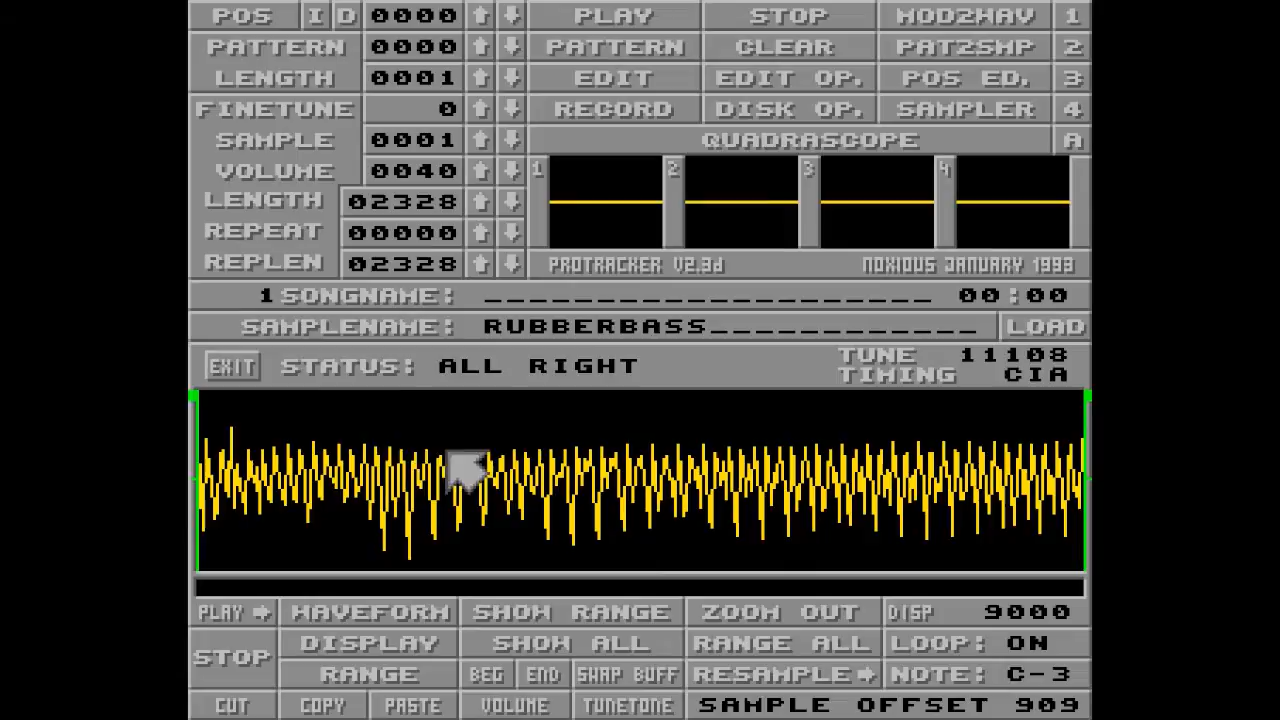 POS I D 0000 PLAY STOP MOD2WAV 1
PATTERN 0000 PATTERN CLEAR PAT2SMP 2
LENGTH 0001 EDIT EDIT OP. POS ED. 3
FINETUNE 0 RECORD DISK OP. SAMPLER 4
SAMPLE 0001 QUADRASCOPE A
VOLUME 0040 1 2 3 4
LENGTH 02328
REPEAT 00000
REPLEN 02328 PROTRACKER V2.3d NOXIOUS JANUARY 1993
1 SONGNAME: ____________________ 00:00
SAMPLENAME: RUBBERBASS____________ LOAD
EXIT STATUS: ALL RIGHT TUNE 11108
TIMING CIA
PLAY WAVEFORM SHOW RANGE ZOOM OUT DISP 9000
STOP DISPLAY SHOW ALL RANGE ALL LOOP: ON
RANGE BEG END SWAP BUFF RESAMPLE NOTE: C-3
CUT COPY PASTE VOLUME TUNETONE SAMPLE OFFSET 909